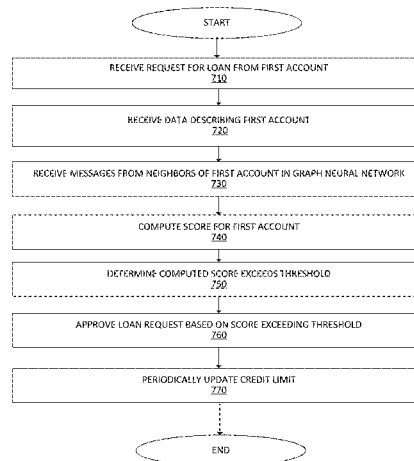 START
RECEIVE REQUEST FOR LOAN FROM FIRST ACCOUNT
710
RECEIVE DATA DESCRIBING FIRST ACCOUNT
720
RECEIVE MESSAGES FROM NEIGHBORS OF FIRST ACCOUNT IN GRAPH NEURAL NETWORK
730
COMPUTE SCORE FOR FIRST ACCOUNT
740
DETERMINE COMPUTED SCORE EXCEEDS THRESHOLD
750
APPROVE LOAN REQUEST BASED ON SCORE EXCEEDING THRESHOLD
760
PERIODICALLY UPDATE CREDIT LIMIT
770
END